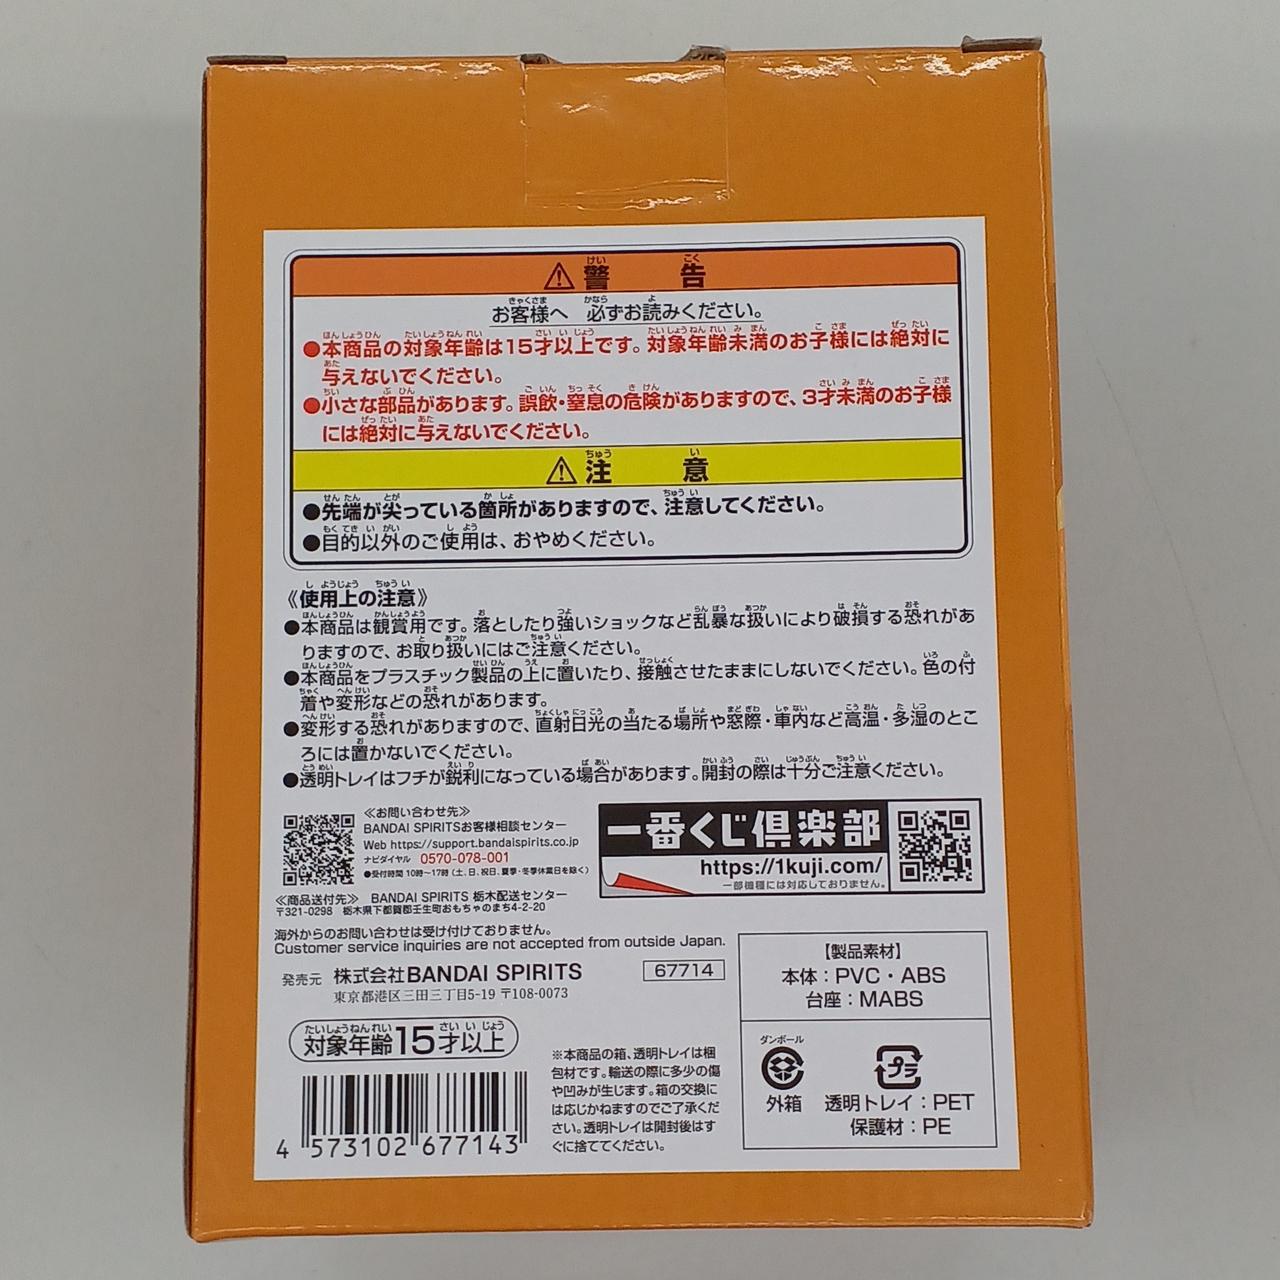 ⚠警告
お客様へ 必ずお読みください。
●本商品の対象年齢は15才以上です。対象年齢未満のお子様には絶対に
与えないでください。
●小さな部品があります。誤飲・窒息の危険がありますので、3才未満のお子様
には絶対に与えないでください。
⚠注意
●先端が尖っている箇所がありますので、注意してください。
●目的以外のご使用は、おやめください。
《使用上の注意》
●本商品は観賞用です。落としたり強いショックなど乱暴な扱いにより破損する恐れがあ
りますので、お取り扱いにはご注意ください。
●本商品をプラスチック製品の上に置いたり、接触させたままにしないでください。色の付
着や変形などの恐れがあります。
●変形する恐れがありますので、直射日光の当たる場所や窓際・車内など高温・多湿のとこ
ろには置かないでください。
●透明トレイはフチが鋭利になっている場合があります。開封の際は十分ご注意ください。
≪お問い合わせ先≫
BANDAI SPIRITSお客様相談センター
Web https://support.bandaispirits.co.jp
ナビダイヤル 0570-078-001
●受付時間 10時〜17時(土、日、祝日、夏季・冬季休業日を除く)
≪商品送付先≫ BANDAI SPIRITS 栃木配送センター
〒321-0298 栃木県下都賀郡壬生町おもちゃのまち4-2-20
一番くじ倶楽部
https://1kuji.com/
一部機種には対応しておりません。
海外からのお問い合わせは受け付けておりません。
Customer service inquiries are not accepted from outside Japan.
発売元 株式会社BANDAI SPIRITS
東京都港区三田三丁目5-19 〒108-0073
67714
【製品素材】
本体：PVC・ABS
台座：MABS
ダンボール
外箱
プラ
透明トレイ：PET
保護材：PE
対象年齢15才以上
※本商品の箱、透明トレイは梱
包材です。輸送の際に多少の傷
や凹みが生じます。箱の交換に
は応じかねますのでご了承くだ
さい。透明トレイは開封後はす
ぐに捨ててください。
4 573102 677143